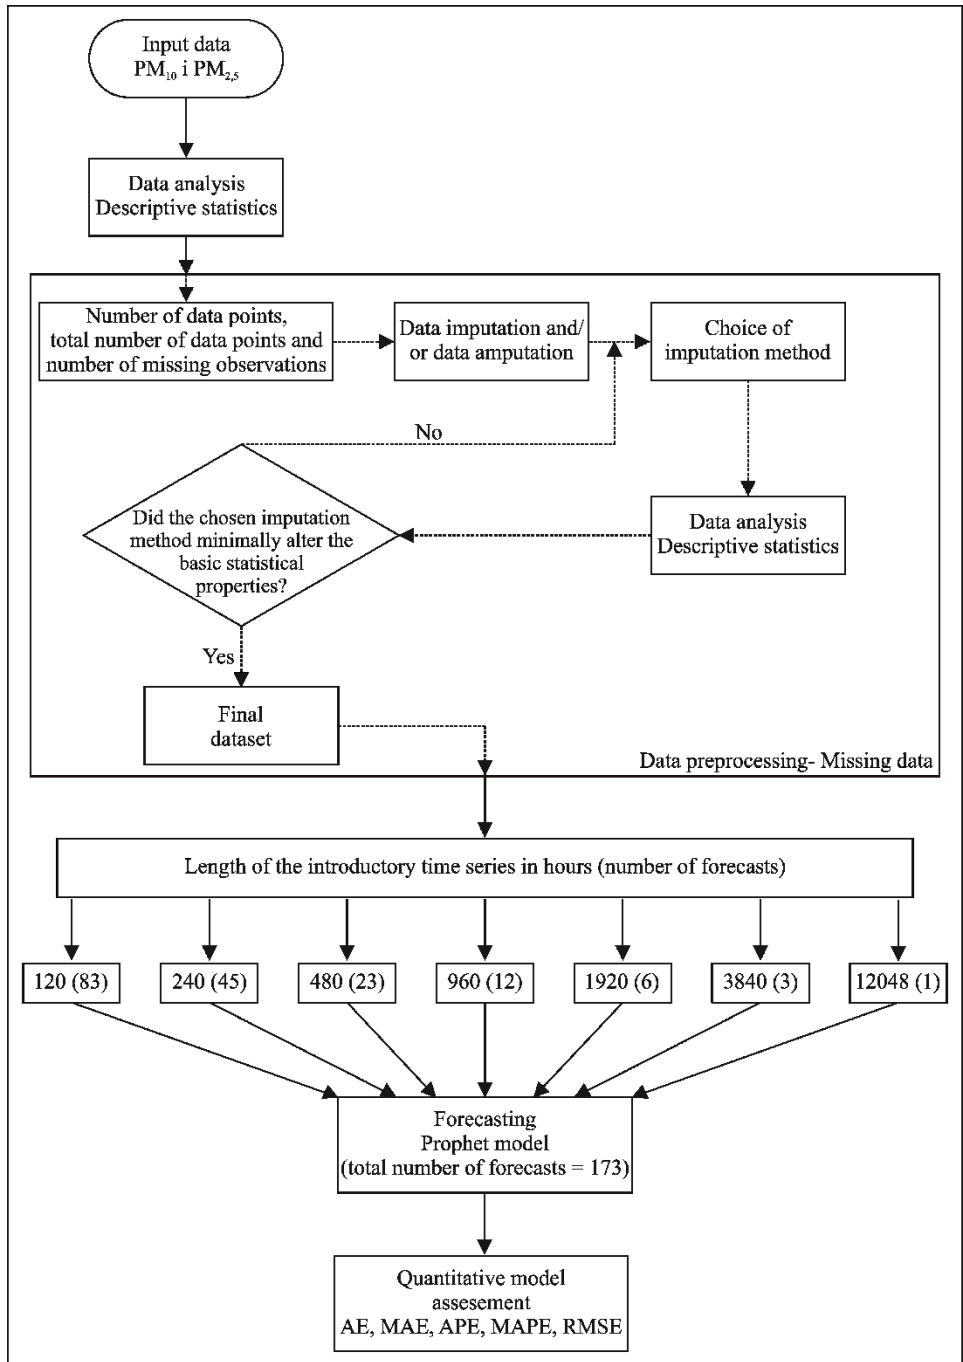 Input data
PM₁₀ i PM₂,₅
Data analysis
Descriptive statistics
Number of data points,
total number of data points and
number of missing observations
Data imputation and/
or data amputation
Choice of
imputation method
No
Did the chosen imputation
method minimally alter the
basic statistical
properties?
Data analysis
Descriptive statistics
Yes
Final
dataset
Data preprocessing- Missing data
Length of the introductory time series in hours (number of forecasts)
120 (83)
240 (45)
480 (23)
960 (12)
1920 (6)
3840 (3)
12048 (1)
Forecasting
Prophet model
(total number of forecasts = 173)
Quantitative model
assesement
AE, MAE, APE, MAPE, RMSE